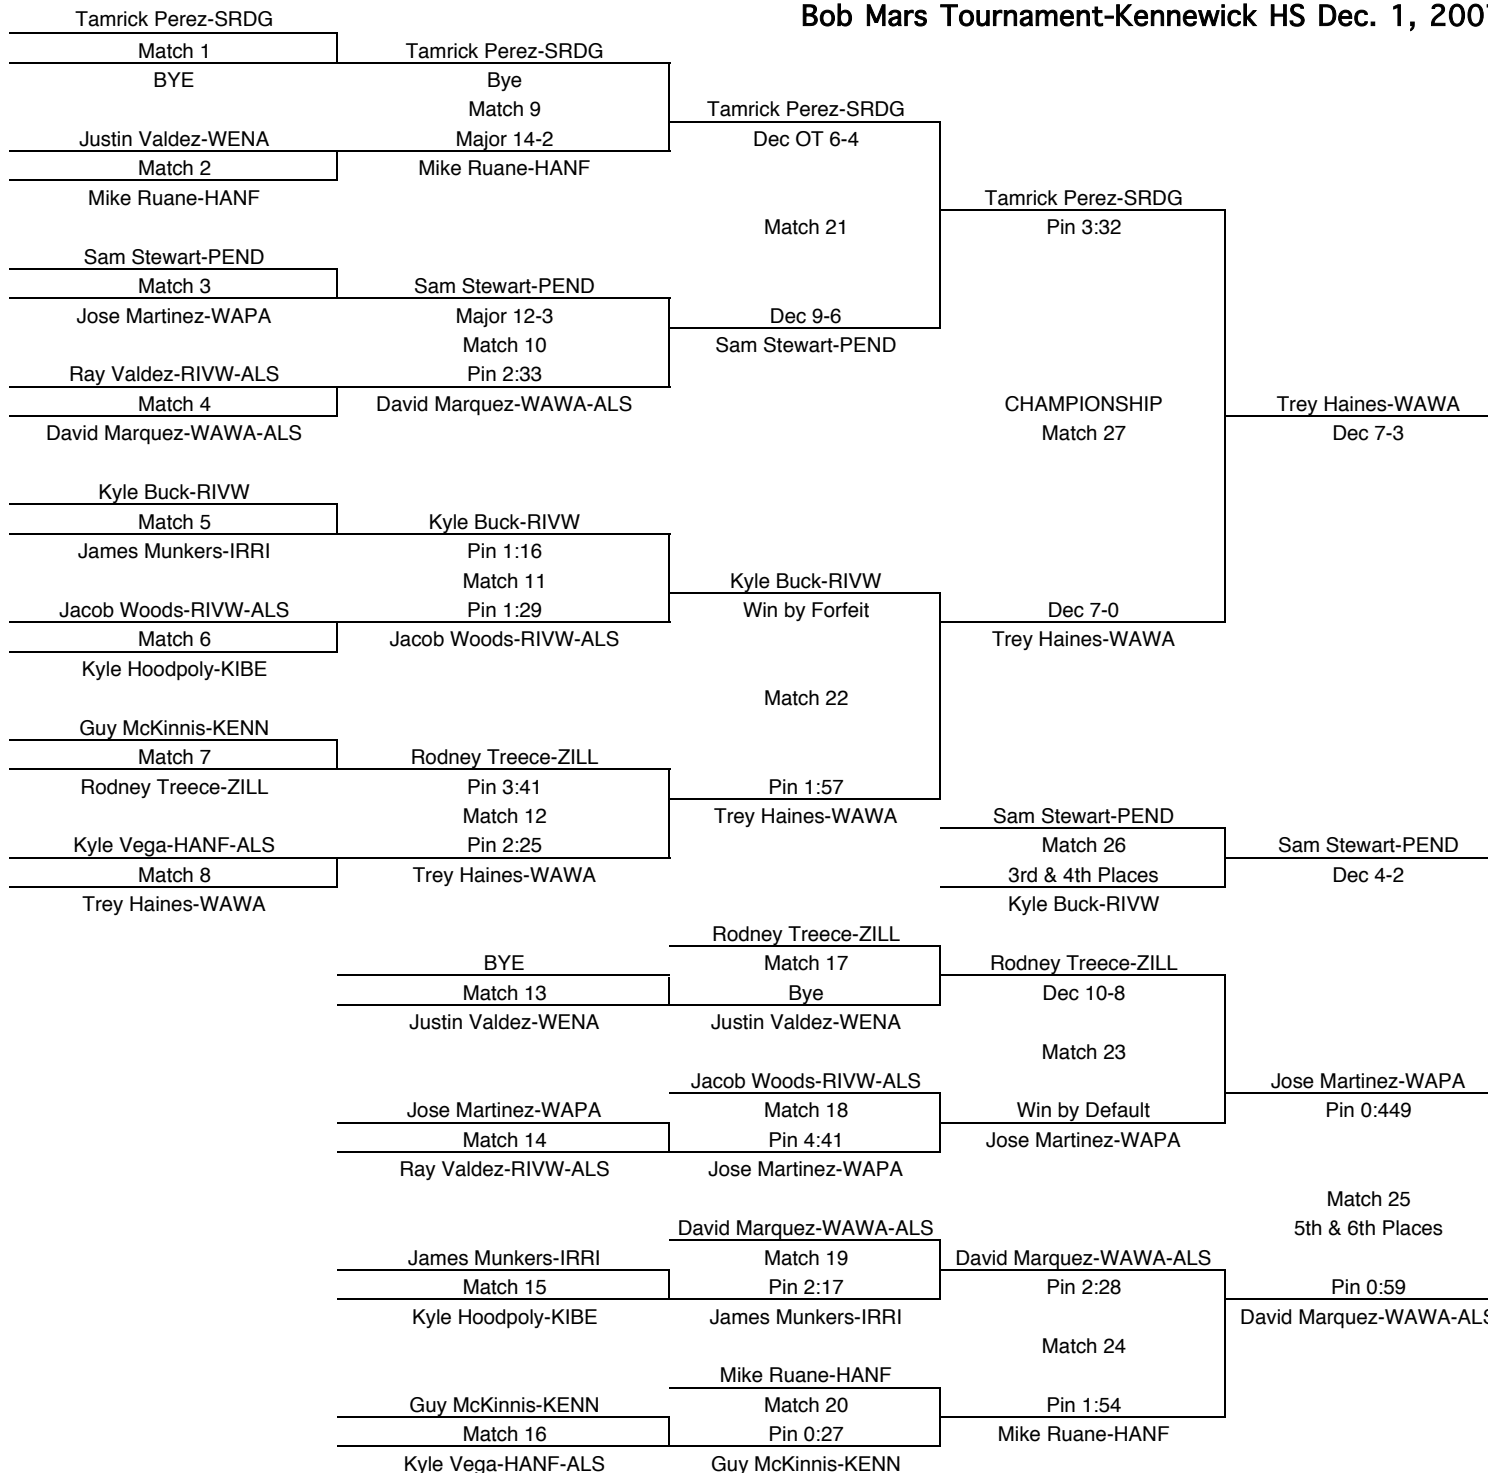 Bob Mars Tournament-Kennewick HS Dec. 1, 2007
Tamrick Perez-SRDG
Match 1 Tamrick Perez-SRDG
BYE Bye
Match 9 Tamrick Perez-SRDG
Justin Valdez-WENA Major 14-2 Dec OT 6-4
Match 2 Mike Ruane-HANF
Mike Ruane-HANF Tamrick Perez-SRDG
Match 21 Pin 3:32
Sam Stewart-PEND
Match 3 Sam Stewart-PEND
Jose Martinez-WAPA Major 12-3 Dec 9-6
Match 10 Sam Stewart-PEND
Ray Valdez-RIVW-ALS Pin 2:33
Match 4 David Marquez-WAWA-ALS CHAMPIONSHIP Trey Haines-WAWA
David Marquez-WAWA-ALS Match 27 Dec 7-3
Kyle Buck-RIVW
Match 5 Kyle Buck-RIVW
James Munkers-IRRI Pin 1:16
Match 11 Kyle Buck-RIVW
Jacob Woods-RIVW-ALS Pin 1:29 Win by Forfeit Dec 7-0
Match 6 Jacob Woods-RIVW-ALS Trey Haines-WAWA
Kyle Hoodpoly-KIBE
Match 22
Guy McKinnis-KENN
Match 7 Rodney Treece-ZILL
Rodney Treece-ZILL Pin 3:41 Pin 1:57
Match 12 Trey Haines-WAWA Sam Stewart-PEND
Kyle Vega-HANF-ALS Pin 2:25 Match 26 Sam Stewart-PEND
Match 8 Trey Haines-WAWA 3rd & 4th Places Dec 4-2
Trey Haines-WAWA Kyle Buck-RIVW
Rodney Treece-ZILL
BYE Match 17 Rodney Treece-ZILL
Match 13 Bye Dec 10-8
Justin Valdez-WENA Justin Valdez-WENA
Match 23
Jacob Woods-RIVW-ALS Jose Martinez-WAPA
Jose Martinez-WAPA Match 18 Win by Default Pin 0:449
Match 14 Pin 4:41 Jose Martinez-WAPA
Ray Valdez-RIVW-ALS Jose Martinez-WAPA
Match 25
David Marquez-WAWA-ALS 5th & 6th Places
James Munkers-IRRI Match 19 David Marquez-WAWA-ALS
Match 15 Pin 2:17 Pin 2:28 Pin 0:59
Kyle Hoodpoly-KIBE James Munkers-IRRI David Marquez-WAWA-ALS
Match 24
Mike Ruane-HANF
Guy McKinnis-KENN Match 20 Pin 1:54
Match 16 Pin 0:27 Mike Ruane-HANF
Kyle Vega-HANF-ALS Guy McKinnis-KENN